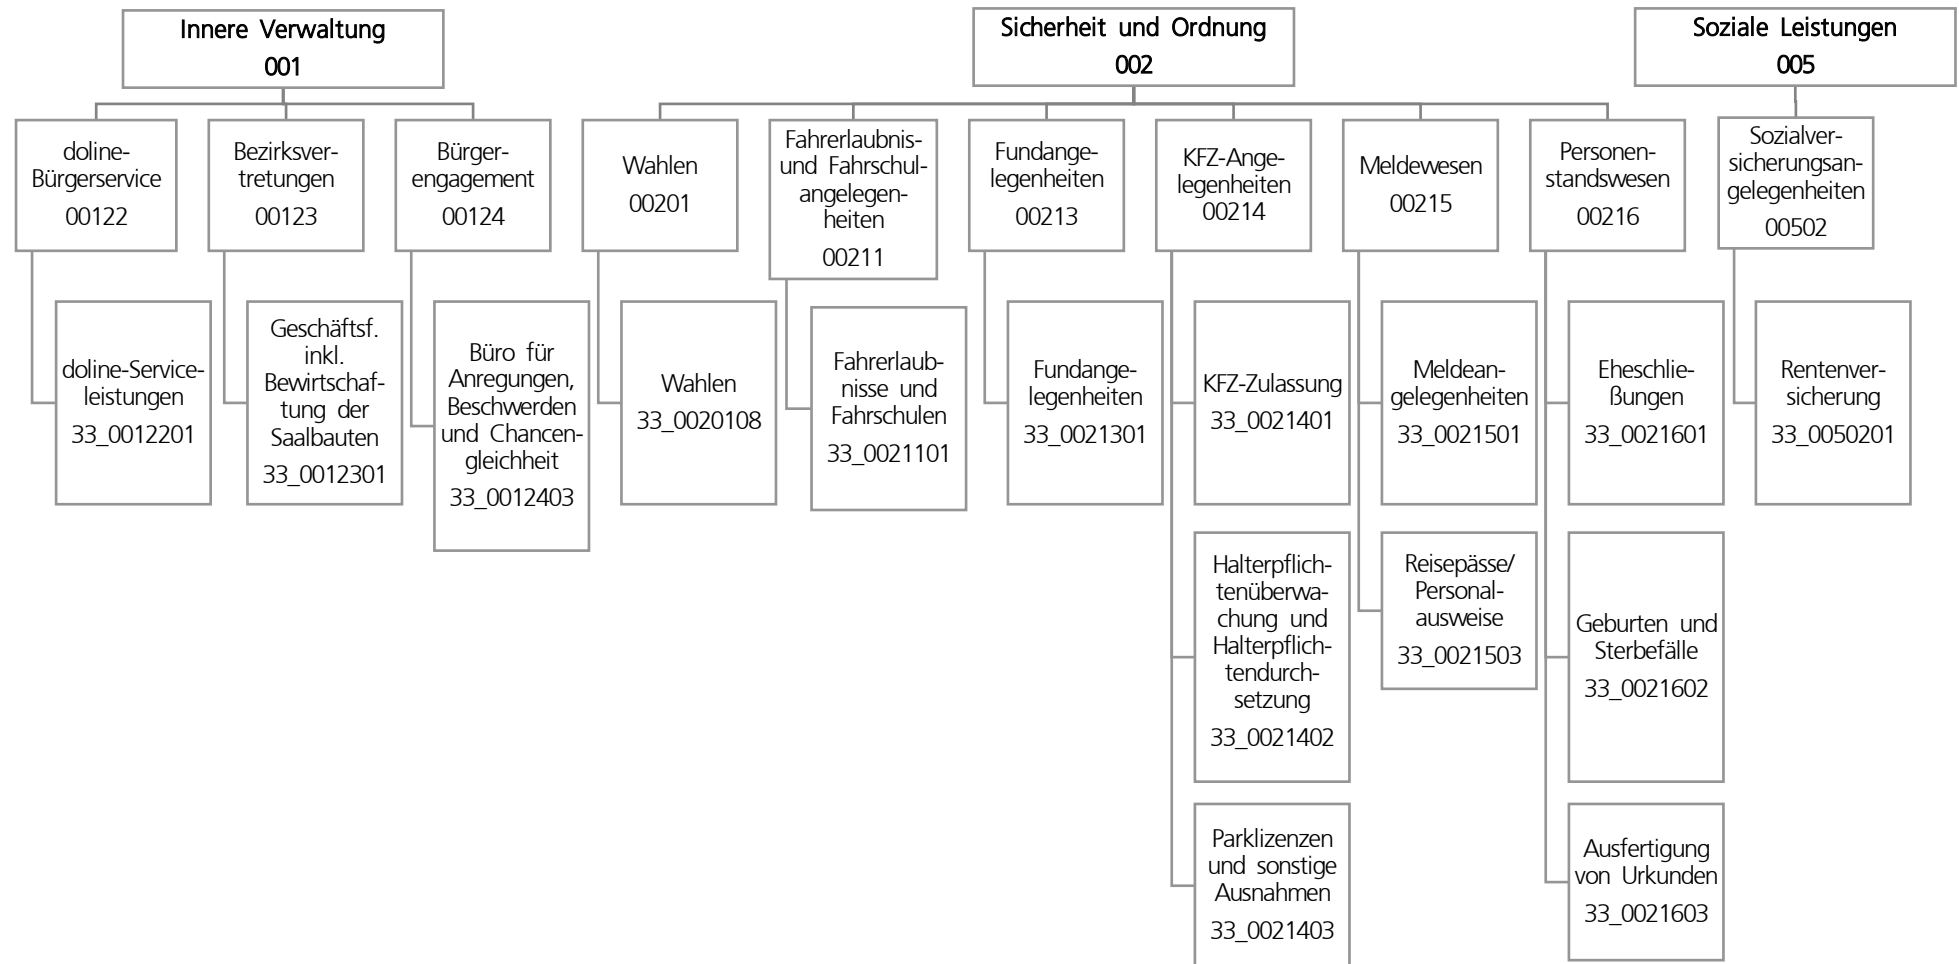 Innere Verwaltung
001
doline-
Bürgerservice
00122
doline-Service-
leistungen
33_0012201
Bezirksver-
tretungen
00123
Geschäftsf.
inkl.
Bewirtschaf-
tung der
Saalbauten
33_0012301
Bürger-
engagement
00124
Büro für
Anregungen,
Beschwerden
und Chancen-
gleichheit
33_0012403
Sicherheit und Ordnung
002
Wahlen
00201
Wahlen
33_0020108
Fahrerlaubnis-
und Fahrschul-
angelegen-
heiten
00211
Fahrerlaub-
nisse und
Fahrschulen
33_0021101
Fundange-
legenheiten
00213
Fundange-
legenheiten
33_0021301
KFZ-Ange-
legenheiten
00214
KFZ-Zulassung
33_0021401
Halterpflich-
tenüberwa-
chung und
Halterpflich-
tendurch-
setzung
33_0021402
Parklizenzen
und sonstige
Ausnahmen
33_0021403
Meldewesen
00215
Meldean-
gelegenheiten
33_0021501
Reisepässe/
Personal-
ausweise
33_0021503
Personen-
standswesen
00216
Eheschlie-
ßungen
33_0021601
Geburten und
Sterbefälle
33_0021602
Ausfertigung
von Urkunden
33_0021603
Soziale Leistungen
005
Sozialver-
sicherungsan-
gelegenheiten
00502
Rentenver-
sicherung
33_0050201